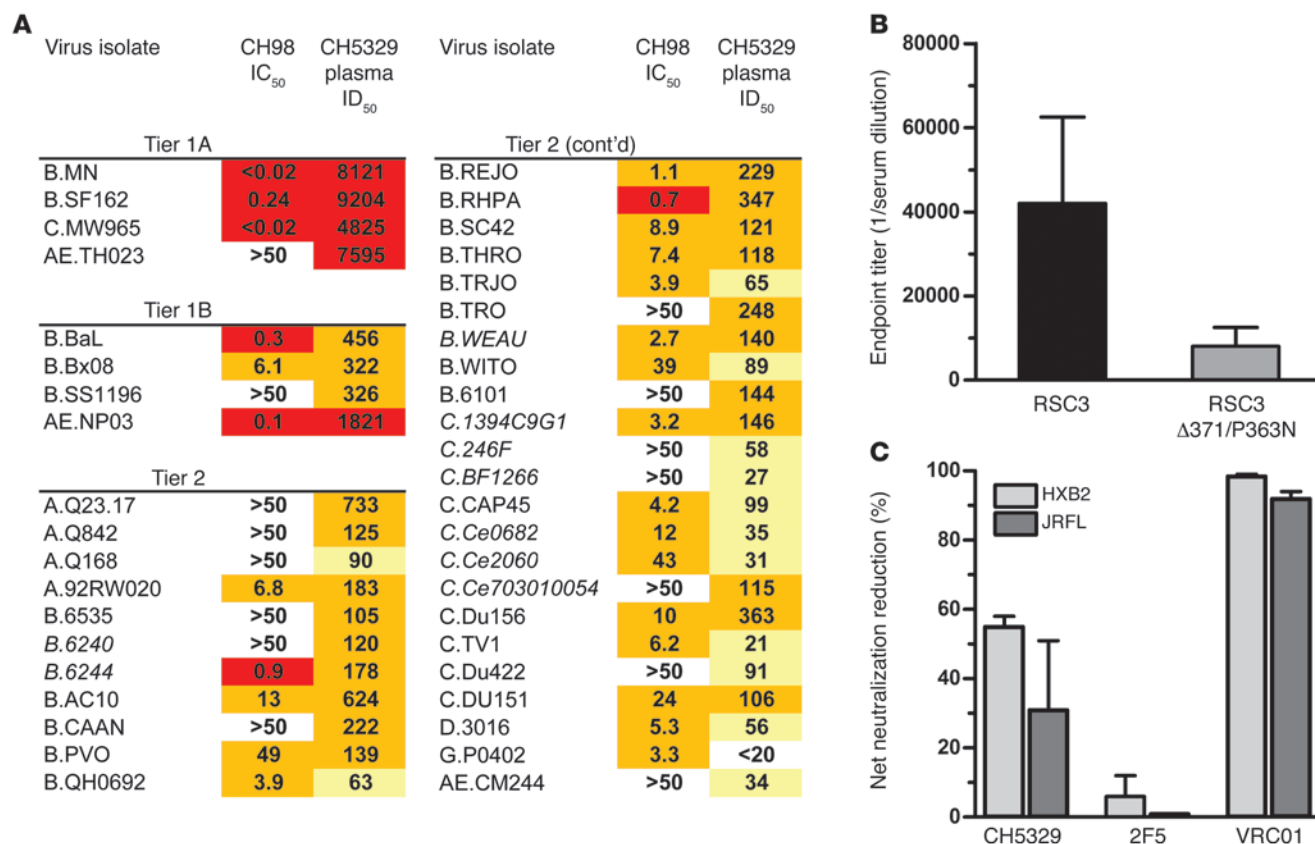 A
Virus isolate CH98 IC50 CH5329 plasma ID50
Tier 1A
B.MN <0.02 8121
B.SF162 0.24 9204
C.MW965 <0.02 4825
AE.TH023 >50 7595
Tier 1B
B.BaL 0.3 456
B.Bx08 6.1 322
B.SS1196 >50 326
AE.NP03 0.1 1821
Tier 2
A.Q23.17 >50 733
A.Q842 >50 125
A.Q168 >50 90
A.92RW020 6.8 183
B.6535 >50 105
B.6240 >50 120
B.6244 0.9 178
B.AC10 13 624
B.CAAN >50 222
B.PVO 49 139
B.QH0692 3.9 63
Virus isolate CH98 IC50 CH5329 plasma ID50
Tier 2 (cont'd)
B.REJO 1.1 229
B.RHPA 0.7 347
B.SC42 8.9 121
B.THRO 7.4 118
B.TRJO 3.9 65
B.TRO >50 248
B.WEAU 2.7 140
B.WITO 39 89
B.6101 >50 144
C.1394C9G1 3.2 146
C.246F >50 58
C.BF1266 >50 27
C.CAP45 4.2 99
C.Ce0682 12 35
C.Ce2060 43 31
C.Ce703010054 >50 115
C.Du156 10 363
C.TV1 6.2 21
C.Du422 >50 91
C.DU151 24 106
D.3016 5.3 56
G.P0402 3.3 <20
AE.CM244 >50 34
B
Endpoint titer (1/serum dilution)
80000
60000
40000
20000
0
RSC3
RSC3
Δ371/P363N
C
Net neutralization reduction (%)
100
80
60
40
20
0
HXB2
JRFL
CH5329
2F5
VRC01